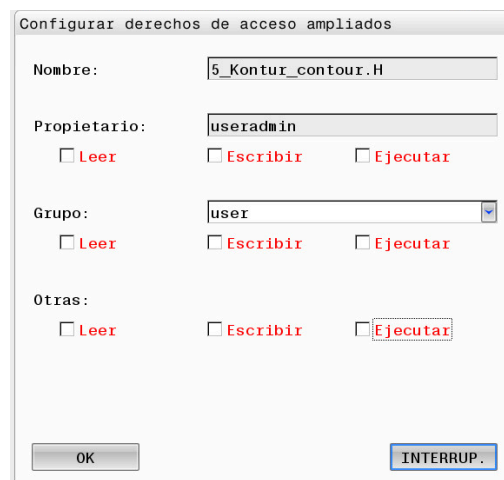 Configurar derechos de acceso ampliados
Nombre: 5_Kontur_contour.H
Propietario: useradmin
Leer Escribir Ejecutar
Grupo: user
Leer Escribir Ejecutar
Otras:
Leer Escribir Ejecutar
OK INTERRUP.